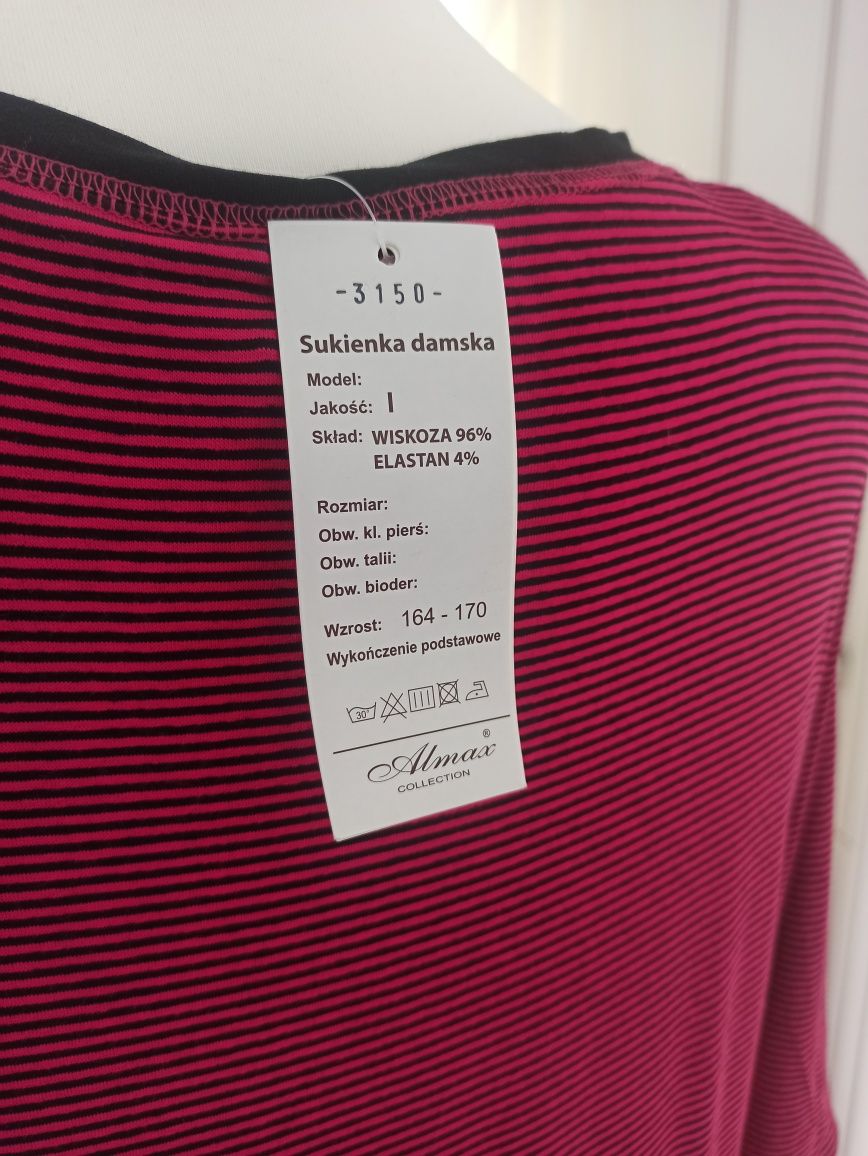 -3150-
Sukienka damska
Model:
Jakość: I
Skład: WISKOZA 96%
ELASTAN 4%
Rozmiar:
Obw. kl. pierś:
Obw. talii:
Obw. bioder:
Wzrost: 164 - 170
Wykończenie podstawowe
30°
Almax®
COLLECTION